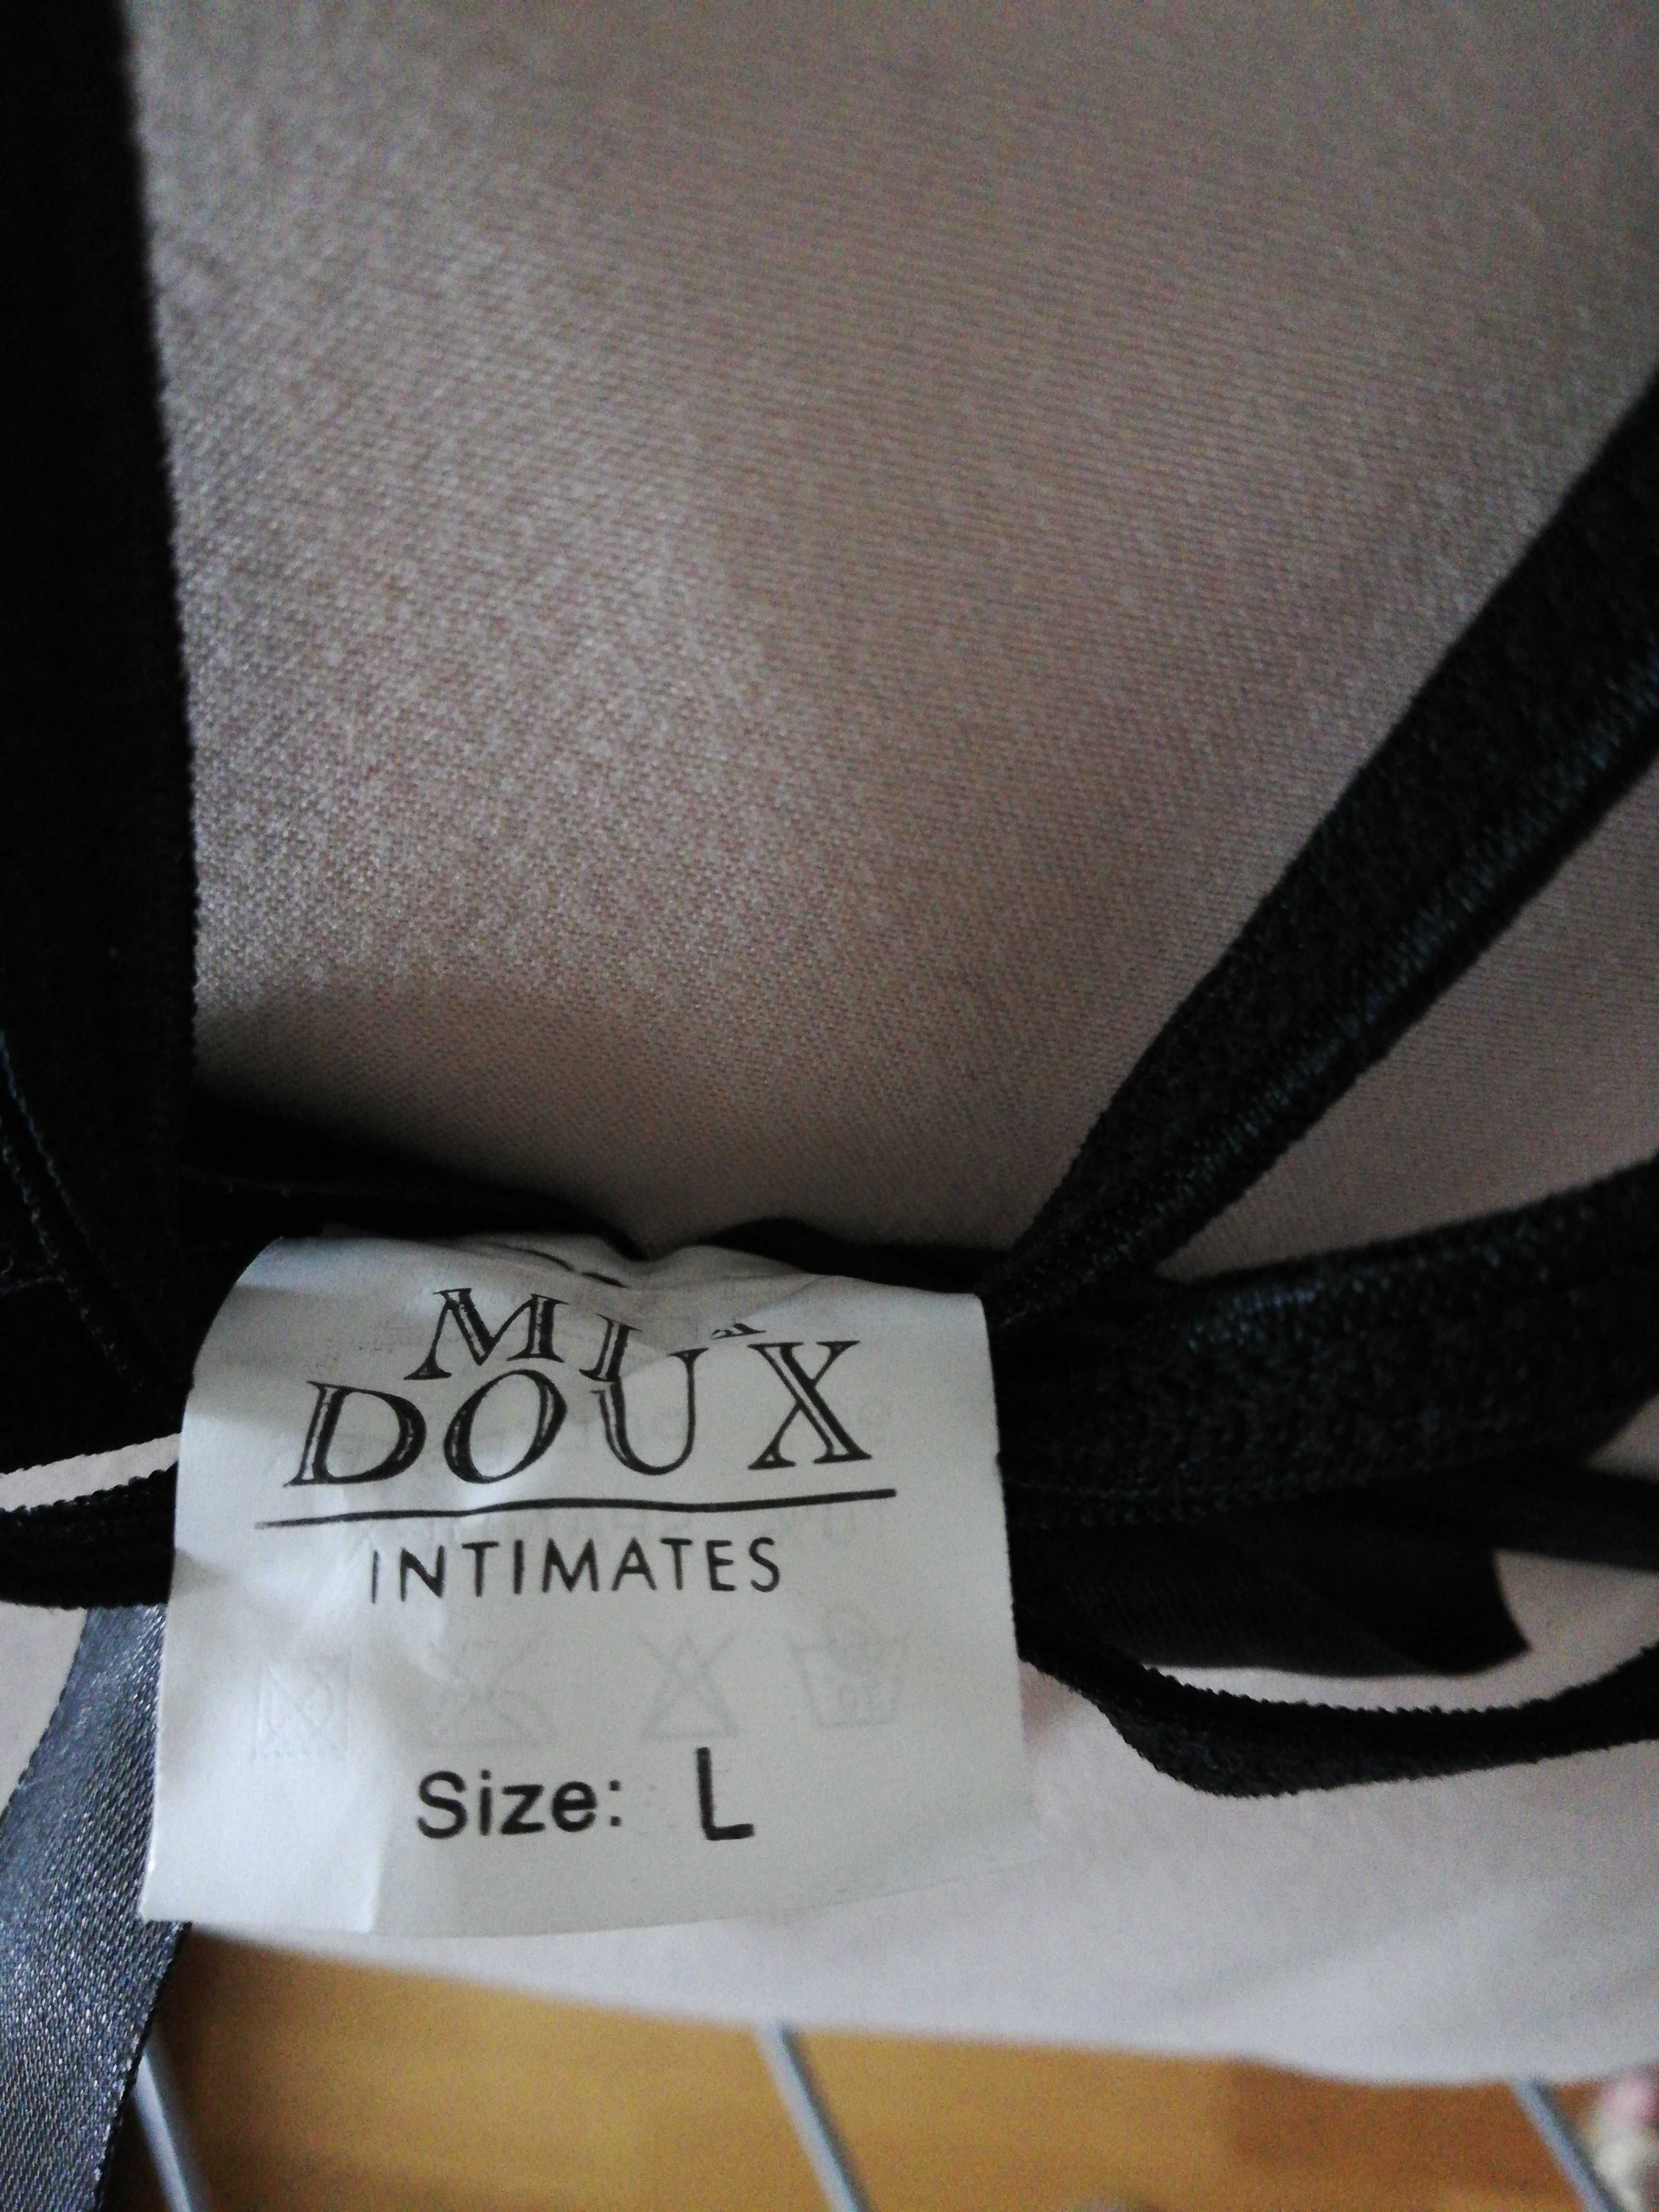 DOUX
INTIMATES
Size: L